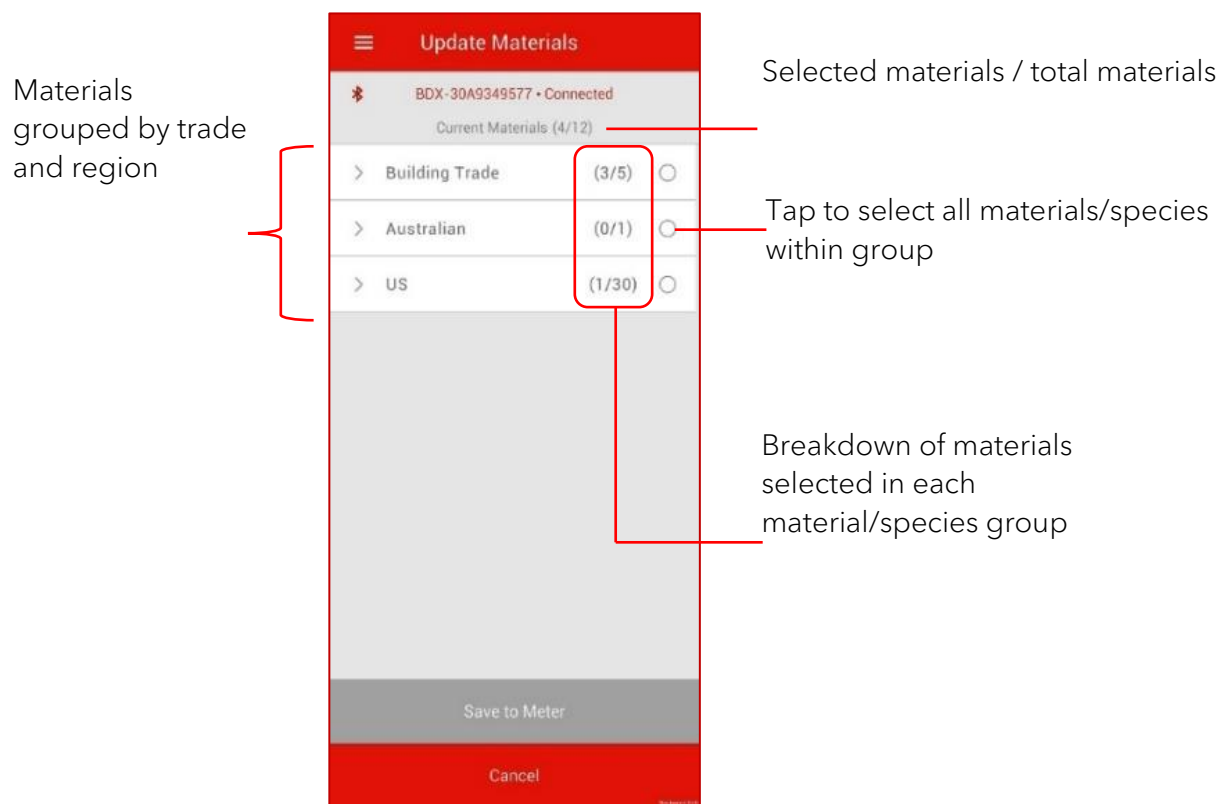 Update Materials
BDX-30A9349577 • Connected
Current Materials (4/12)
Building Trade (3/5)
Australian (0/1)
US (1/30)
Save to Meter
Cancel
Materials
grouped by trade
and region
Selected materials / total materials
Tap to select all materials/species
within group
Breakdown of materials
selected in each
material/species group